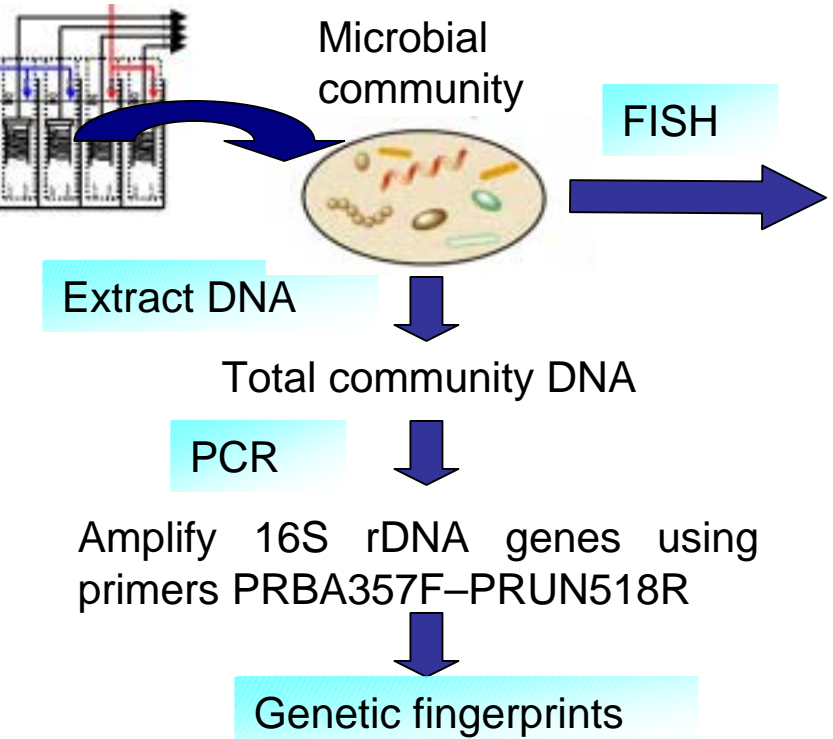 Microbial
community
FISH
Extract DNA
Total community DNA
PCR
Amplify 16S rDNA genes using
primers PRBA357F–PRUN518R
Genetic fingerprints